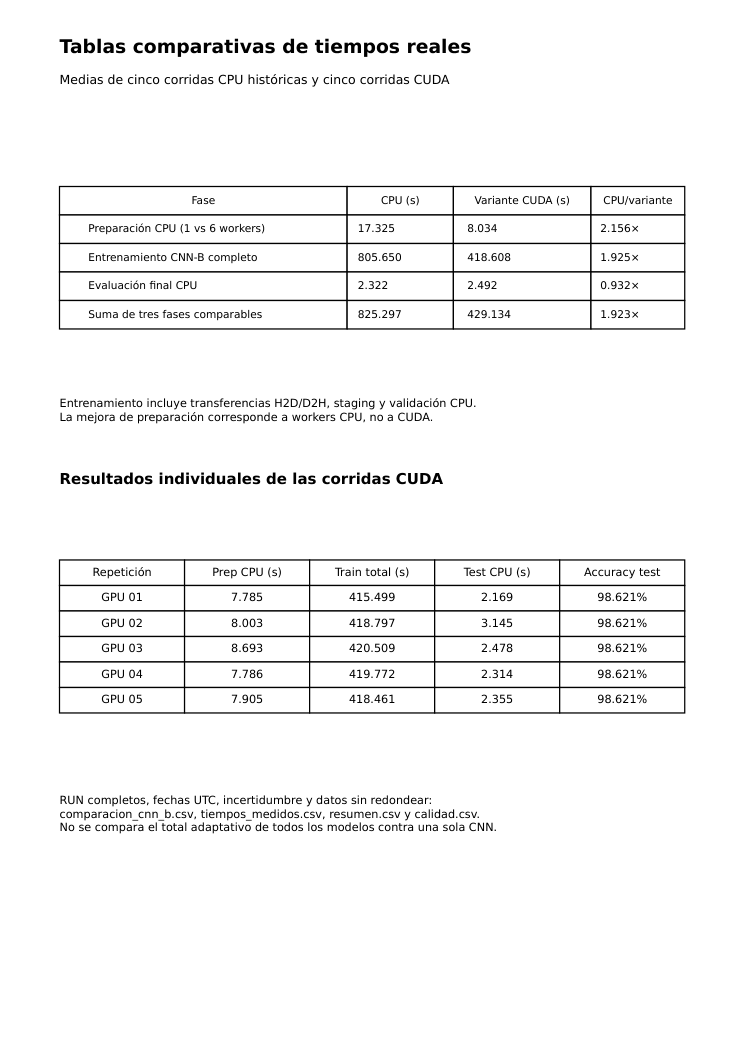 Tablas comparativas de tiempos reales
Medias de cinco corridas CPU históricas y cinco corridas CUDA
Fase CPU (s) Variante CUDA (s) CPU/variante
Preparación CPU (1 vs 6 workers) 17.325 8.034 2.156×
Entrenamiento CNN-B completo 805.650 418.608 1.925×
Evaluación final CPU 2.322 2.492 0.932×
Suma de tres fases comparables 825.297 429.134 1.923×
Entrenamiento incluye transferencias H2D/D2H, staging y validación CPU.
La mejora de preparación corresponde a workers CPU, no a CUDA.
Resultados individuales de las corridas CUDA
Repetición Prep CPU (s) Train total (s) Test CPU (s) Accuracy test
GPU 01 7.785 415.499 2.169 98.621%
GPU 02 8.003 418.797 3.145 98.621%
GPU 03 8.693 420.509 2.478 98.621%
GPU 04 7.786 419.772 2.314 98.621%
GPU 05 7.905 418.461 2.355 98.621%
RUN completos, fechas UTC, incertidumbre y datos sin redondear:
comparacion_cnn_b.csv, tiempos_medidos.csv, resumen.csv y calidad.csv.
No se compara el total adaptativo de todos los modelos contra una sola CNN.